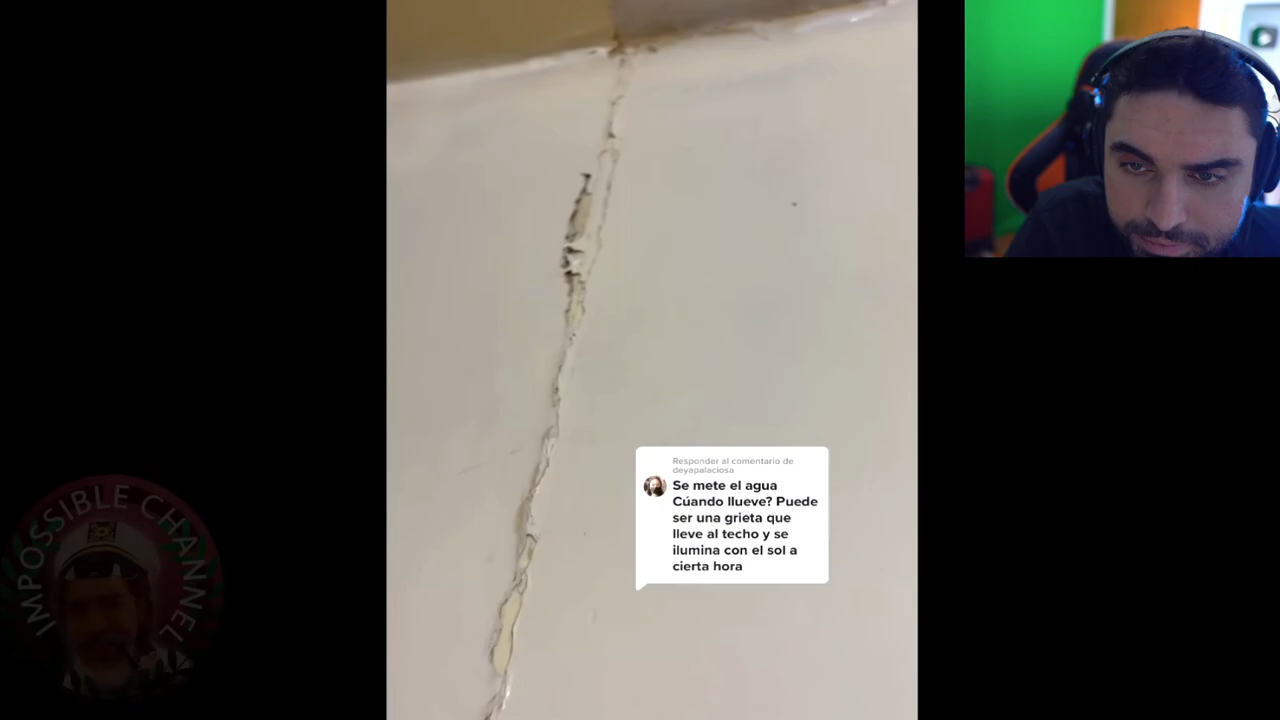 Responder al comentario de
deyapalaciosa
Se mete el agua
Cúando llueve? Puede
ser una grieta que
lleve al techo y se
ilumina con el sol a
cierta hora
IMPOSSIBLE CHANNEL